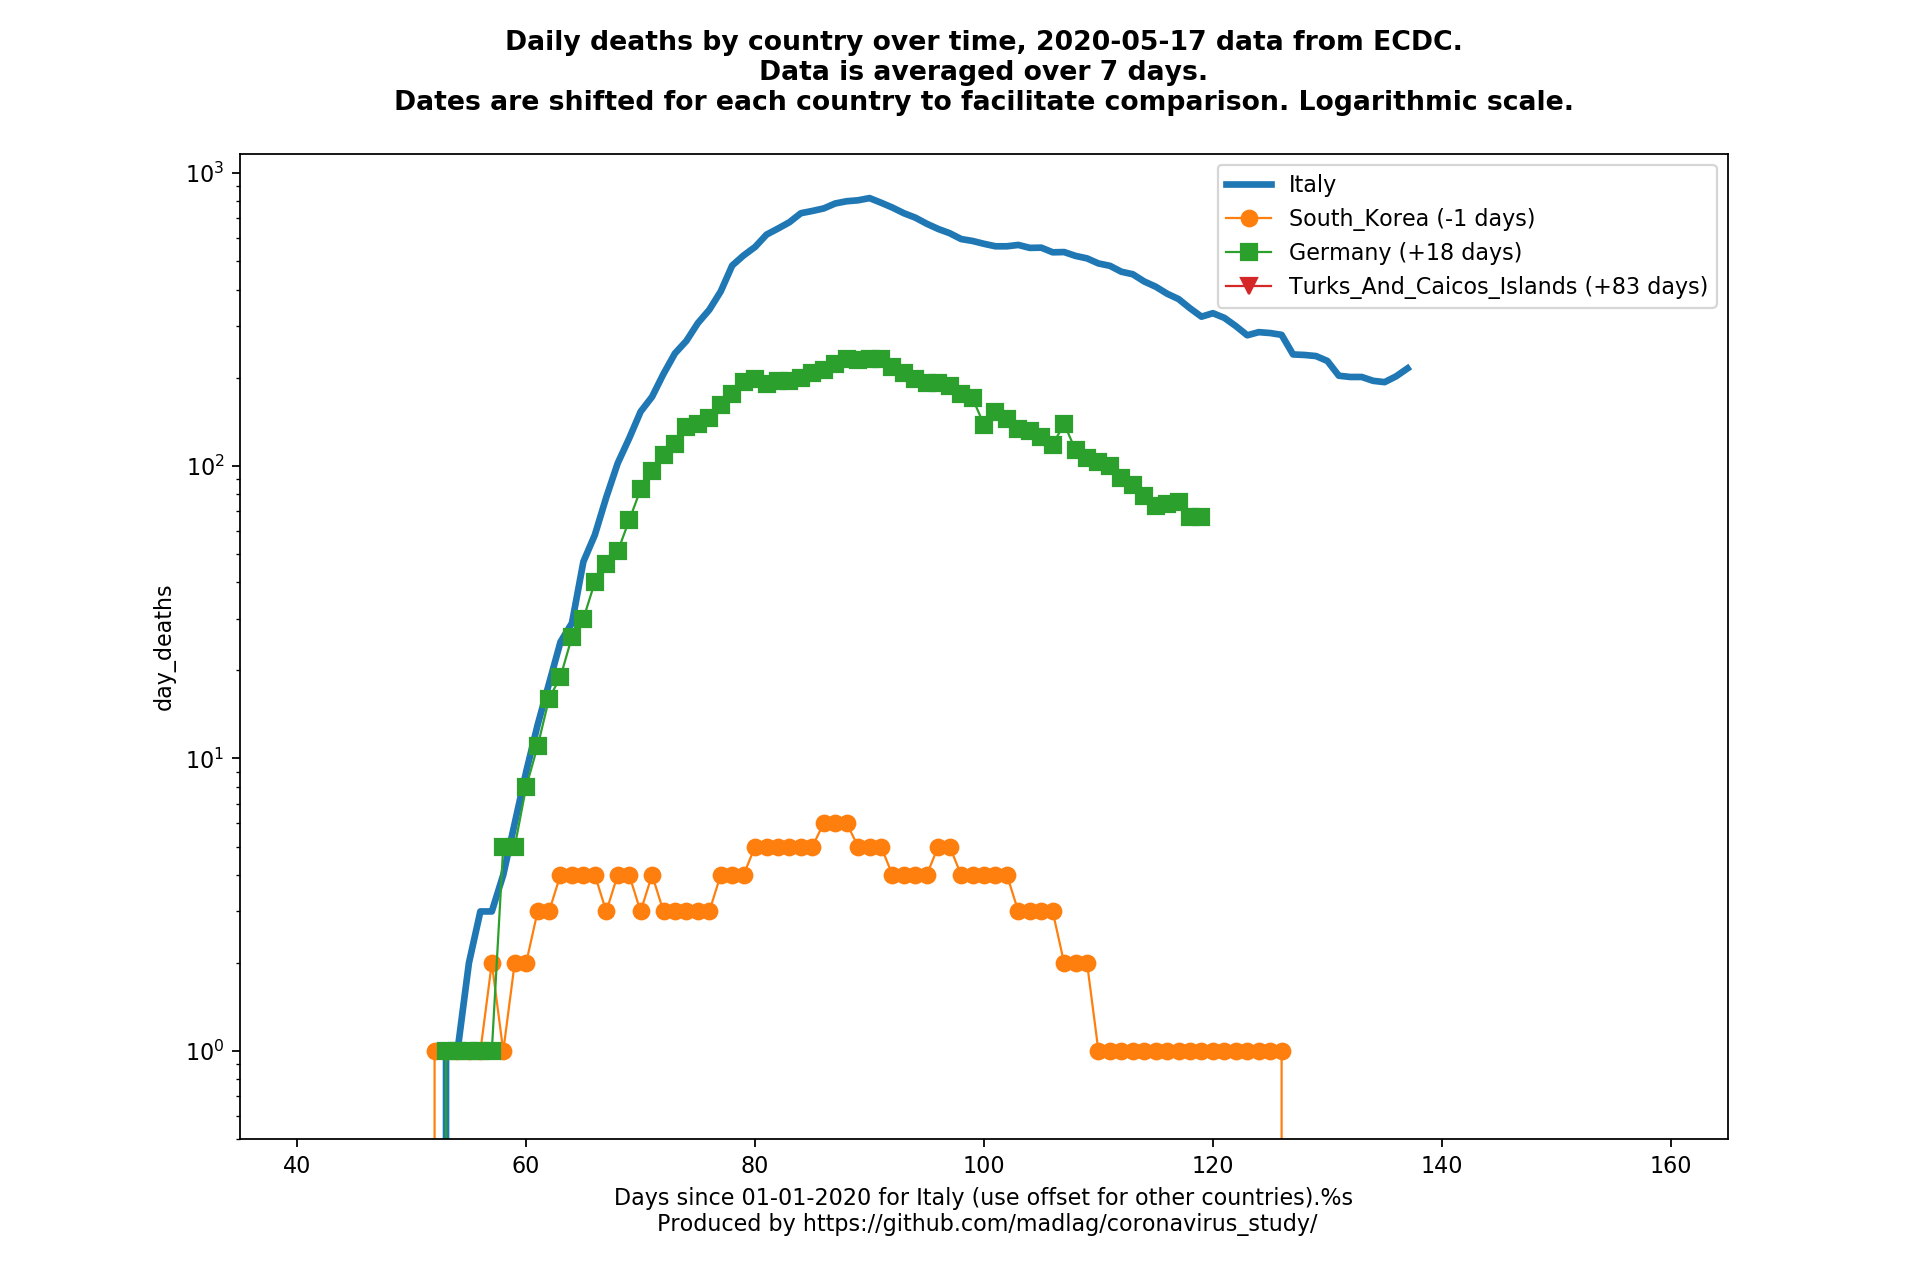 Daily deaths by country over time, 2020-05-17 data from ECDC.
Data is averaged over 7 days.
Dates are shifted for each country to facilitate comparison. Logarithmic scale.
10³
Italy
South_Korea (-1 days)
Germany (+18 days)
Turks_And_Caicos_Islands (+83 days)
10²
day_deaths
10¹
10⁰
40 60 80 100 120 140 160
Days since 01-01-2020 for Italy (use offset for other countries).%s
Produced by https://github.com/madlag/coronavirus_study/